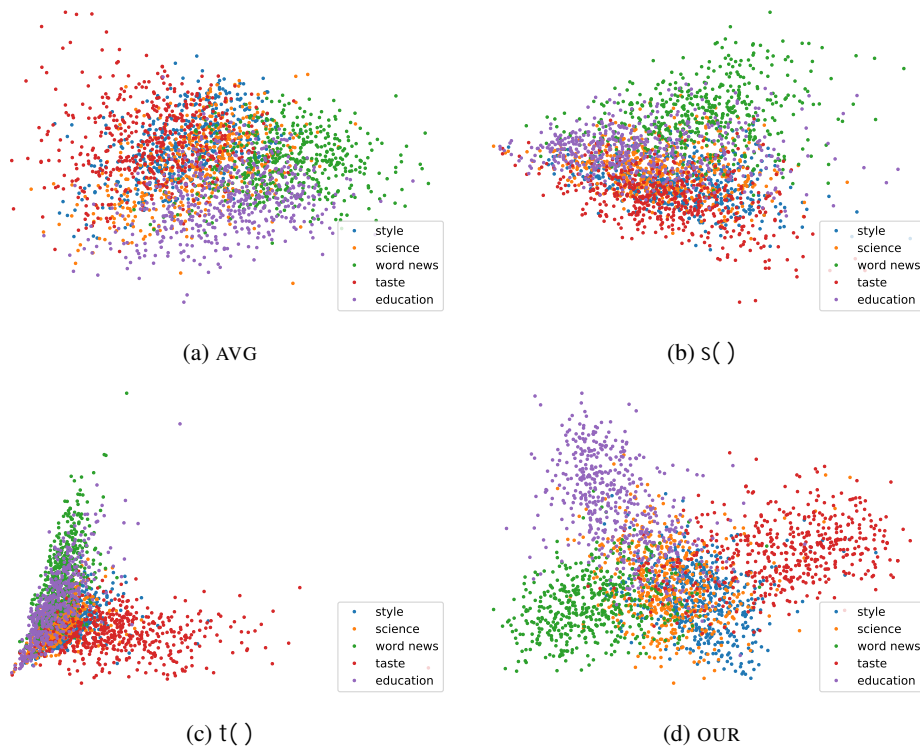 style
science
word news
taste
education
(a) AVG
style
science
word news
taste
education
(b) s()
style
science
word news
taste
education
(c) t()
style
science
word news
taste
education
(d) OUR